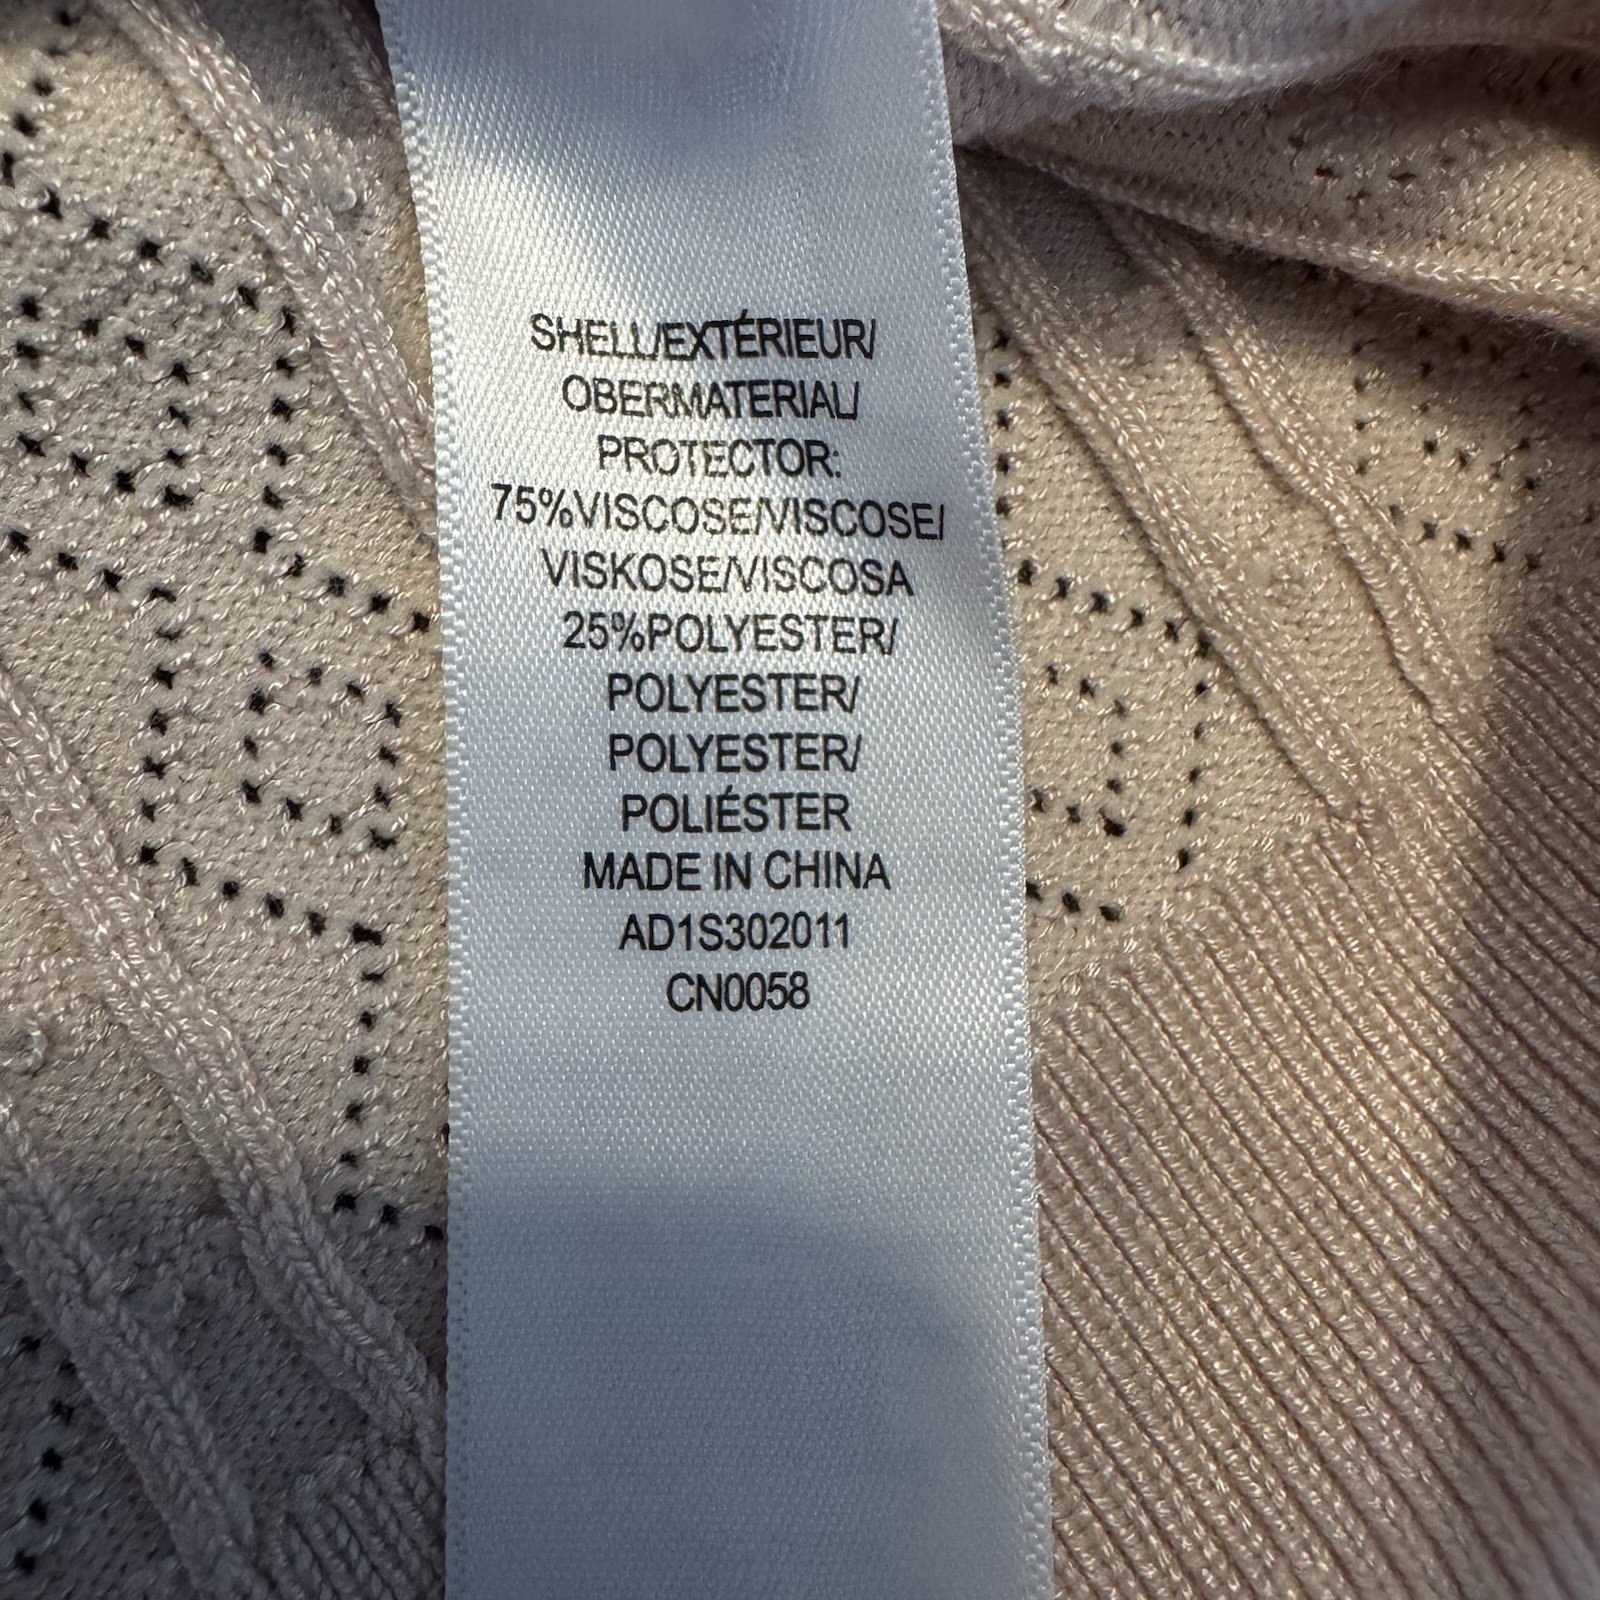 SHELL/EXTÉRIEUR/
OBERMATERIAL/
PROTECTOR:
75%VISCOSE/VISCOSE/
VISKOSE/VISCOSA
25%POLYESTER/
POLYESTER/
POLYESTER/
POLIÉSTER
MADE IN CHINA
AD1S302011
CN0058